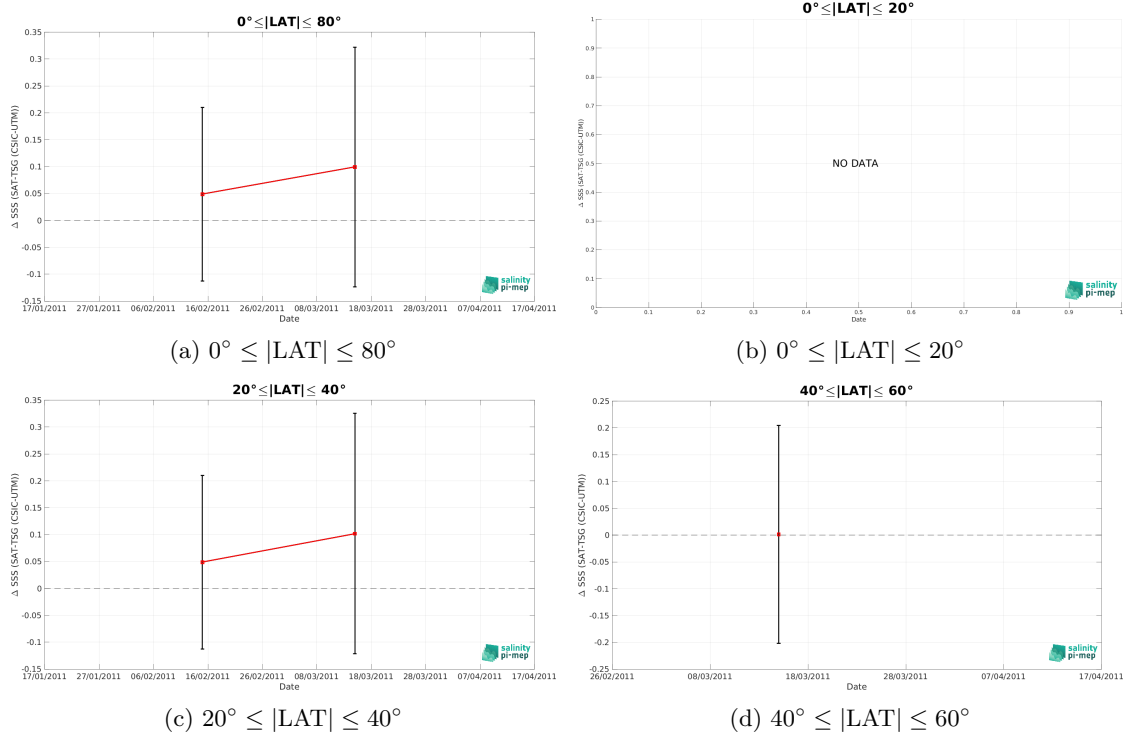 0°≤|LAT|≤ 80°
Δ SSS (SAT-TSG (CSIC-UTM))
0.35
0.3
0.25
0.2
0.15
0.1
0.05
0
-0.05
-0.1
-0.15
17/01/2011 27/01/2011 06/02/2011 16/02/2011 26/02/2011 08/03/2011 18/03/2011 28/03/2011 07/04/2011 17/04/2011
Date
salinity
pi-mep
(a) 0° ≤ |LAT| ≤ 80°
0°≤|LAT|≤ 20°
Δ SSS (SAT-TSG (CSIC-UTM))
1
0.9
0.8
0.7
0.6
0.5
0.4
0.3
0.2
0.1
0
NO DATA
0 0.1 0.2 0.3 0.4 0.5 0.6 0.7 0.8 0.9 1
Date
salinity
pi-mep
(b) 0° ≤ |LAT| ≤ 20°
20°≤|LAT|≤ 40°
Δ SSS (SAT-TSG (CSIC-UTM))
0.35
0.3
0.25
0.2
0.15
0.1
0.05
0
-0.05
-0.1
-0.15
17/01/2011 27/01/2011 06/02/2011 16/02/2011 26/02/2011 08/03/2011 18/03/2011 28/03/2011 07/04/2011 17/04/2011
Date
salinity
pi-mep
(c) 20° ≤ |LAT| ≤ 40°
40°≤|LAT|≤ 60°
Δ SSS (SAT-TSG (CSIC-UTM))
0.25
0.2
0.15
0.1
0.05
0
-0.05
-0.1
-0.15
-0.2
-0.25
26/02/2011 08/03/2011 18/03/2011 28/03/2011 07/04/2011 17/04/2011
Date
salinity
pi-mep
(d) 40° ≤ |LAT| ≤ 60°